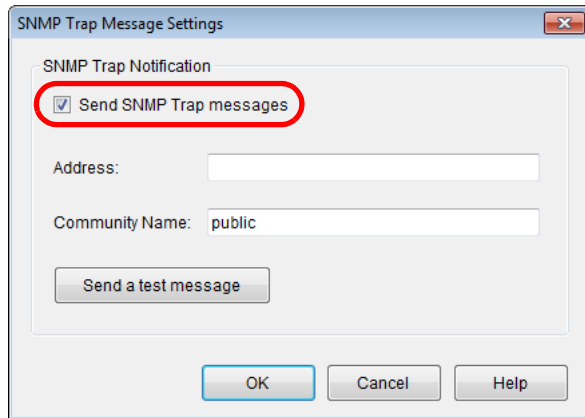 SNMP Trap Message Settings
SNMP Trap Notification
Send SNMP Trap messages
Address:
Community Name: public
Send a test message
OK Cancel Help